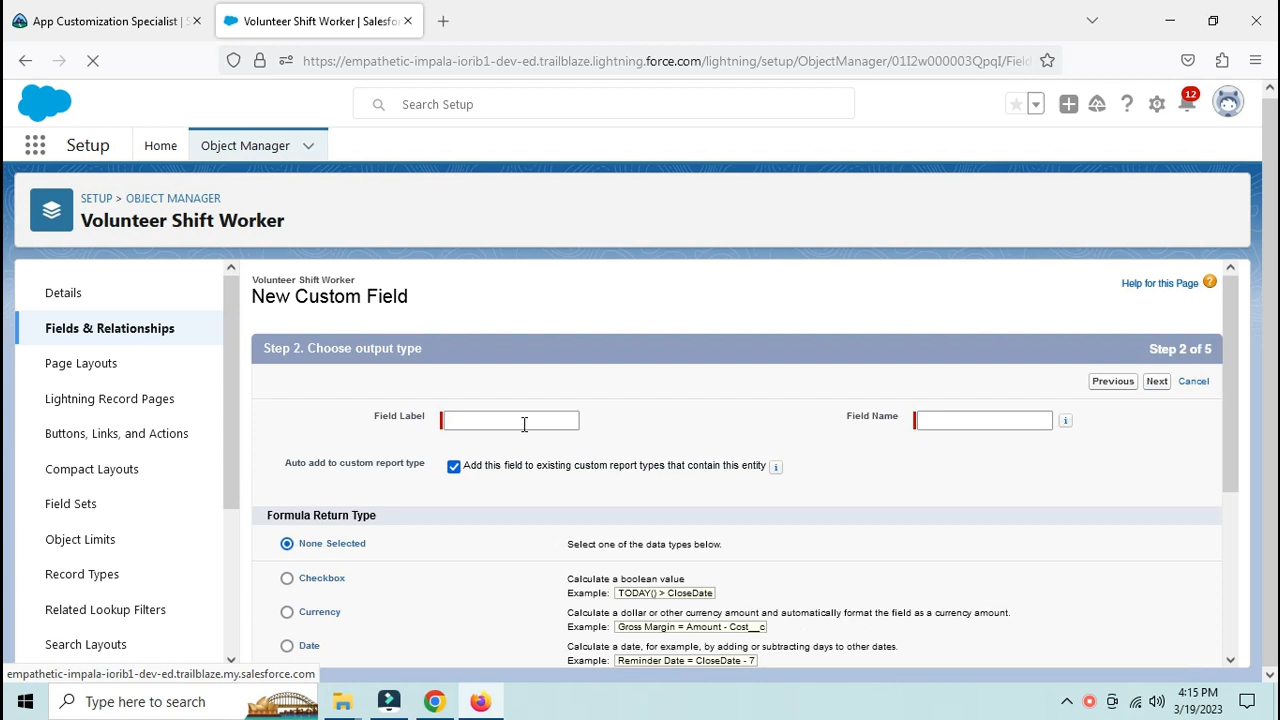 App Customization Specialist | S
Volunteer Shift Worker | Salesfor
https://empathetic-impala-iorib1-dev-ed.trailblaze.lightning.force.com/lightning/setup/ObjectManager/01I2w000003QpqI/Field
Search Setup
12
Setup
Home
Object Manager
SETUP > OBJECT MANAGER
Volunteer Shift Worker
Details
Fields & Relationships
Page Layouts
Lightning Record Pages
Buttons, Links, and Actions
Compact Layouts
Field Sets
Object Limits
Record Types
Related Lookup Filters
Search Layouts
Volunteer Shift Worker
New Custom Field
Help for this Page
Step 2. Choose output type
Step 2 of 5
Previous
Next
Cancel
Field Label
Field Name
Auto add to custom report type
Add this field to existing custom report types that contain this entity
Formula Return Type
None Selected
Select one of the data types below.
Checkbox
Calculate a boolean value
Example: TODAY() > CloseDate
Currency
Calculate a dollar or other currency amount and automatically format the field as a currency amount.
Example: Gross Margin = Amount - Cost__c
Date
Calculate a date, for example, by adding or subtracting days to other dates.
Example: Reminder Date = CloseDate - 7
empathetic-impala-iorib1-dev-ed.trailblaze.my.salesforce.com
Type here to search
4:15 PM
3/19/2023